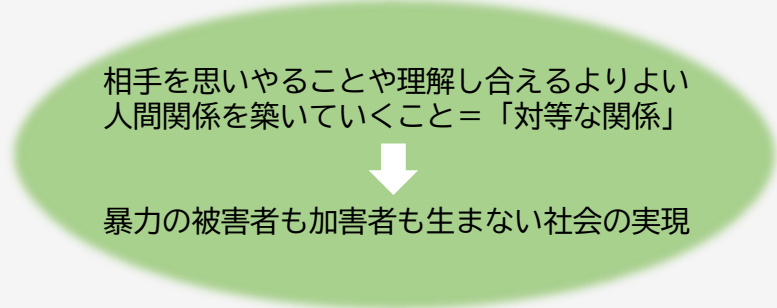 相手を思いやることや理解し合えるよりよい
人間関係を築いていくこと＝「対等な関係」
暴力の被害者も加害者も生まない社会の実現